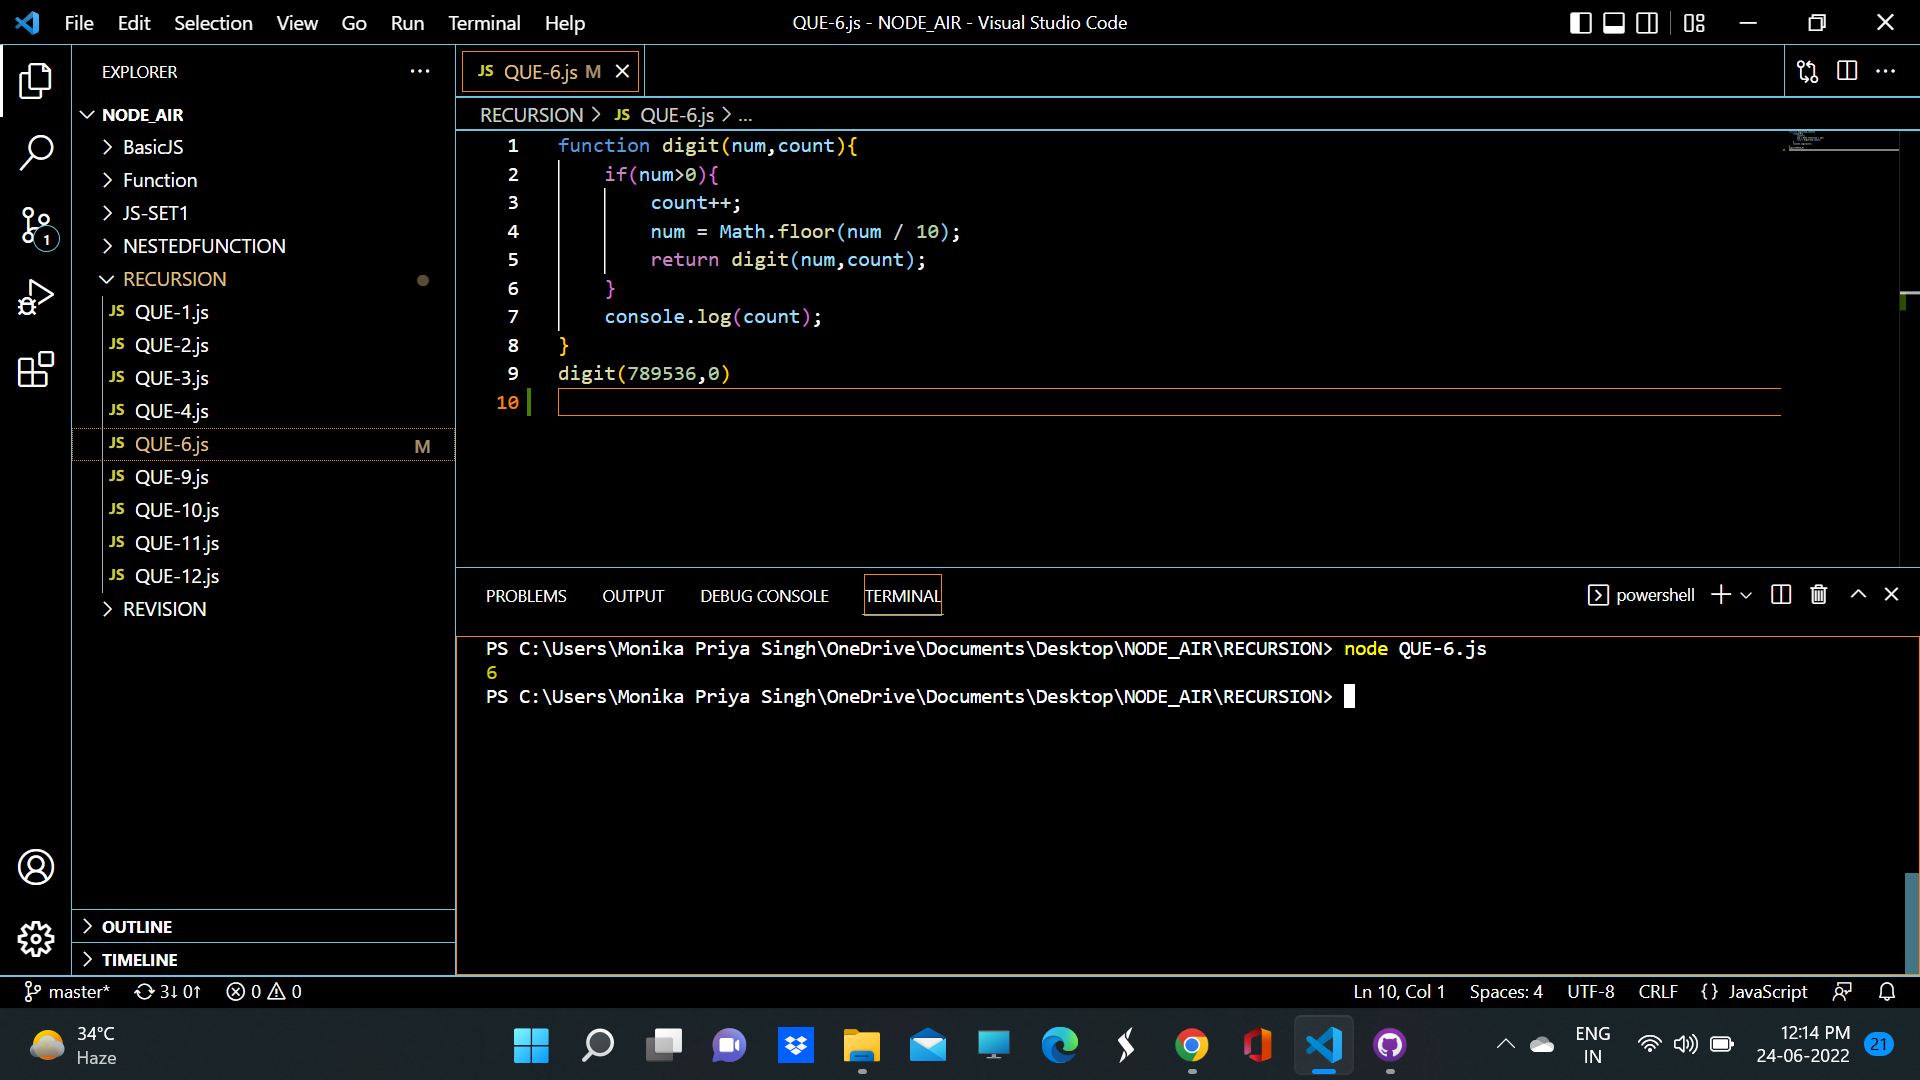 File Edit Selection View Go Run Terminal Help
QUE-6.js - NODE_AIR - Visual Studio Code
EXPLORER
NODE_AIR
BasicJS
Function
JS-SET1
NESTEDFUNCTION
RECURSION
JS QUE-1.js
JS QUE-2.js
JS QUE-3.js
JS QUE-4.js
JS QUE-6.js M
JS QUE-9.js
JS QUE-10.js
JS QUE-11.js
JS QUE-12.js
REVISION
OUTLINE
TIMELINE
1
JS QUE-6.js M
RECURSION > JS QUE-6.js > ...
1 function digit(num,count){
2     if(num>0){
3         count++;
4         num = Math.floor(num / 10);
5         return digit(num,count);
6     }
7     console.log(count);
8 }
9 digit(789536,0)
10
PROBLEMS OUTPUT DEBUG CONSOLE TERMINAL
powershell
PS C:\Users\Monika Priya Singh\OneDrive\Documents\Desktop\NODE_AIR\RECURSION> node QUE-6.js
6
PS C:\Users\Monika Priya Singh\OneDrive\Documents\Desktop\NODE_AIR\RECURSION>
master* 3↓ 0↑ 0 0
Ln 10, Col 1 Spaces: 4 UTF-8 CRLF {} JavaScript
34°C
Haze
ENG
IN
12:14 PM
24-06-2022
21